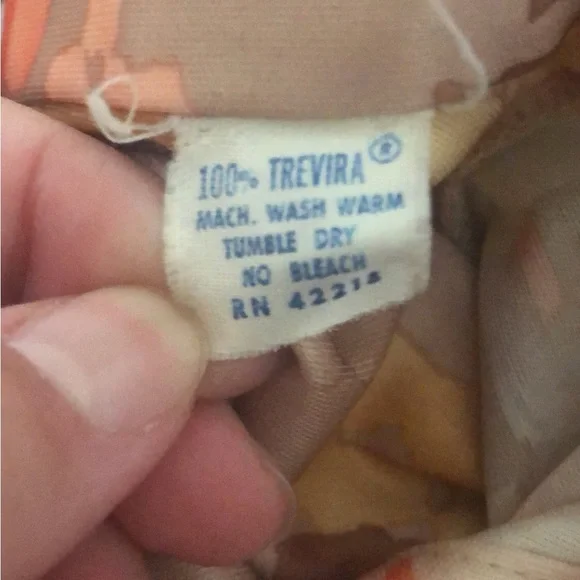 100% TREVIRA®
MACH. WASH WARM
TUMBLE DRY
NO BLEACH
RN 42214